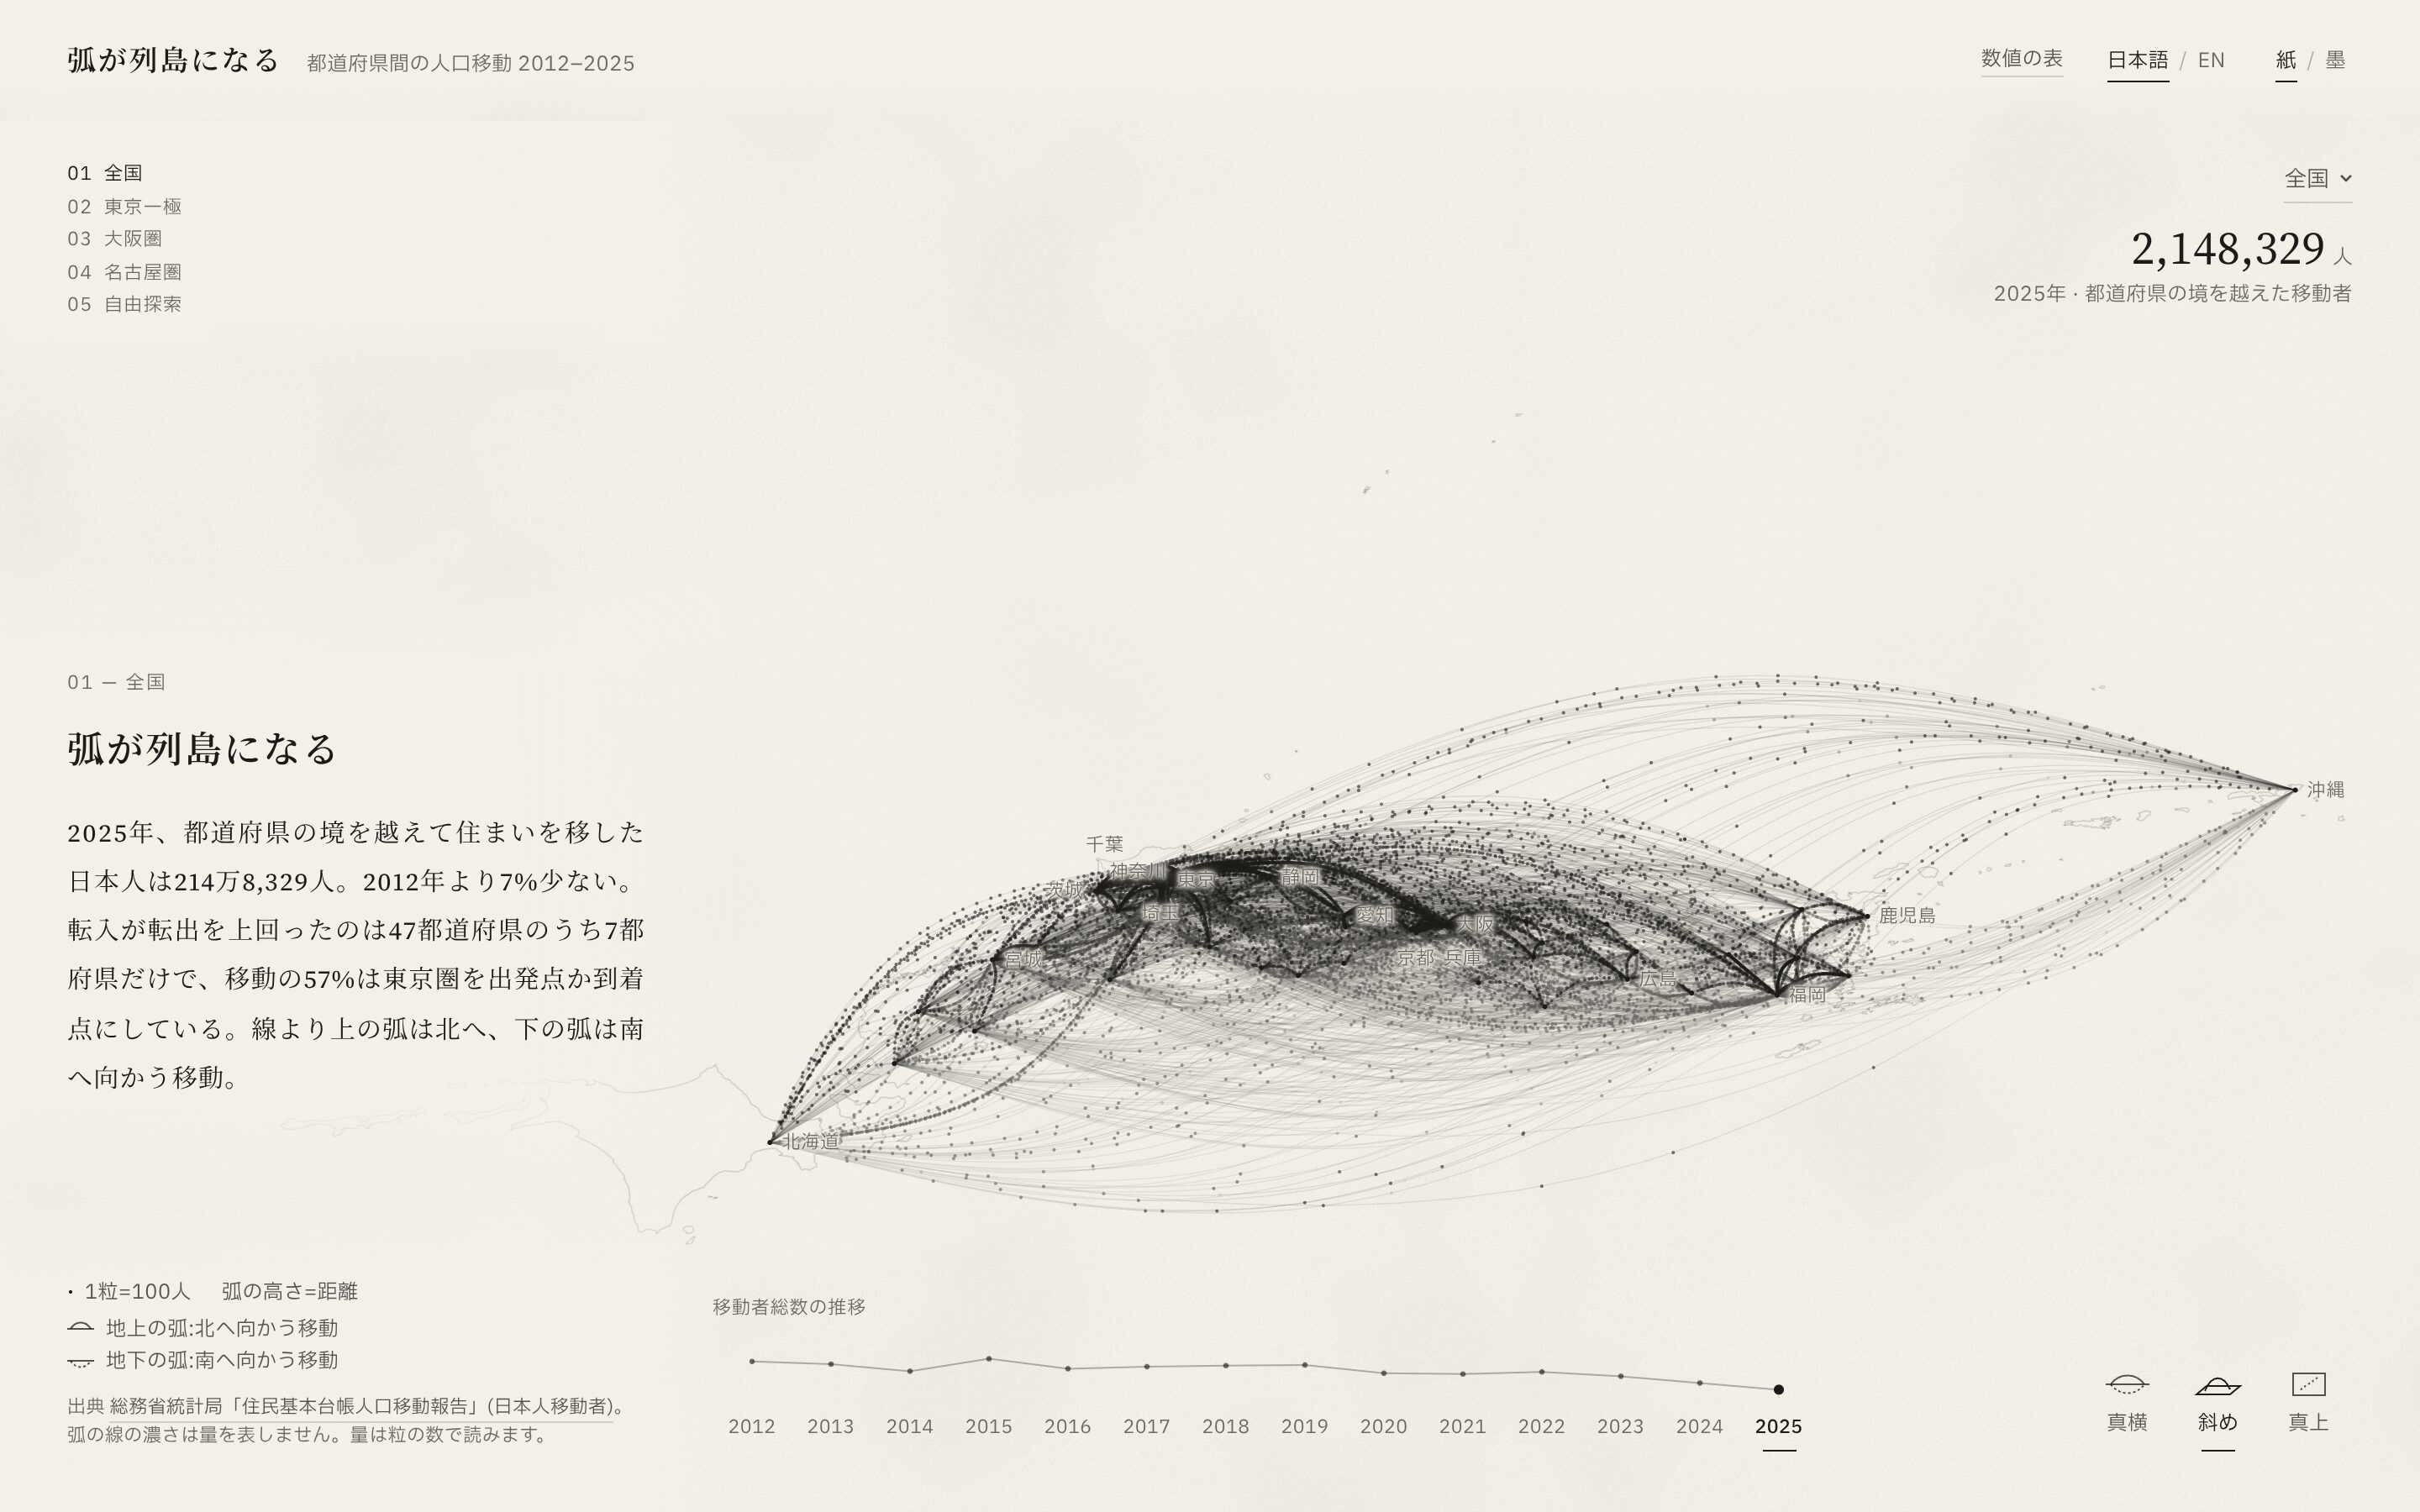 弧が列島になる 都道府県間の人口移動 2012–2025
数値の表 日本語 / EN 紙 / 墨
01 全国
02 東京一極
03 大阪圏
04 名古屋圏
05 自由探索
全国
2,148,329 人
2025年 · 都道府県の境を越えた移動者
01 — 全国
弧が列島になる
2025年、都道府県の境を越えて住まいを移した
日本人は214万8,329人。2012年より7%少ない。
転入が転出を上回ったのは47都道府県のうち7都
府県だけで、移動の57%は東京圏を出発点か到着
点にしている。線より上の弧は北へ、下の弧は南
へ向かう移動。
沖縄
千葉
神奈川
東京
静岡
茨城
埼玉
愛知
大阪
鹿児島
宮城
京都
兵庫
広島
福岡
北海道
· 1粒=100人 弧の高さ=距離
地上の弧:北へ向かう移動
地下の弧:南へ向かう移動
出典 総務省統計局「住民基本台帳人口移動報告」(日本人移動者)。
弧の線の濃さは量を表しません。量は粒の数で読みます。
移動者総数の推移
2012 2013 2014 2015 2016 2017 2018 2019 2020 2021 2022 2023 2024 2025
真横 斜め 真上